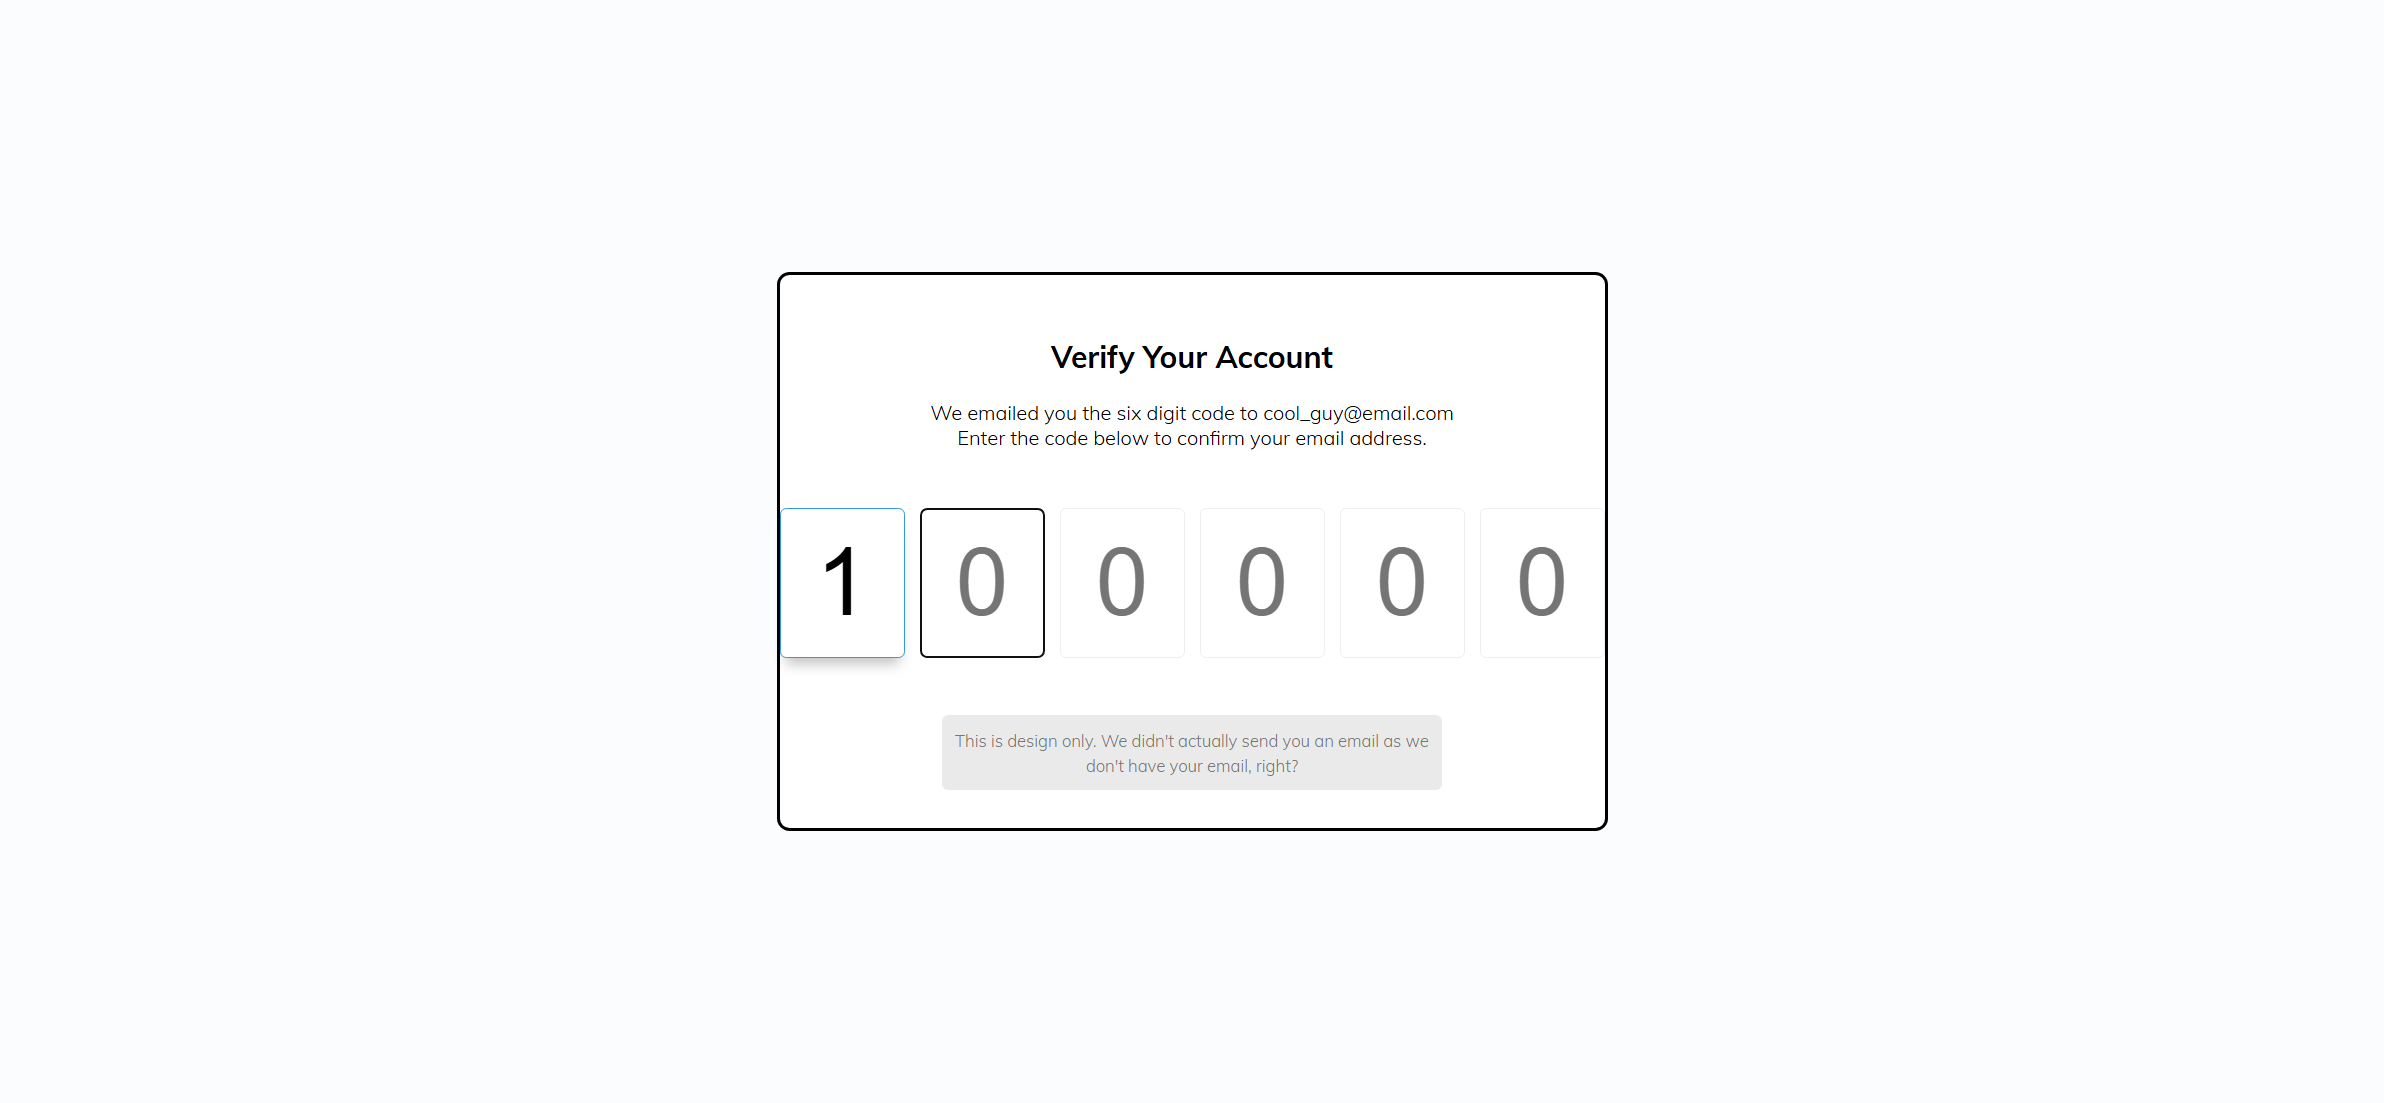 Verify Your Account
We emailed you the six digit code to cool_guy@email.com
Enter the code below to confirm your email address.
1 0 0 0 0 0
This is design only. We didn't actually send you an email as we
don't have your email, right?